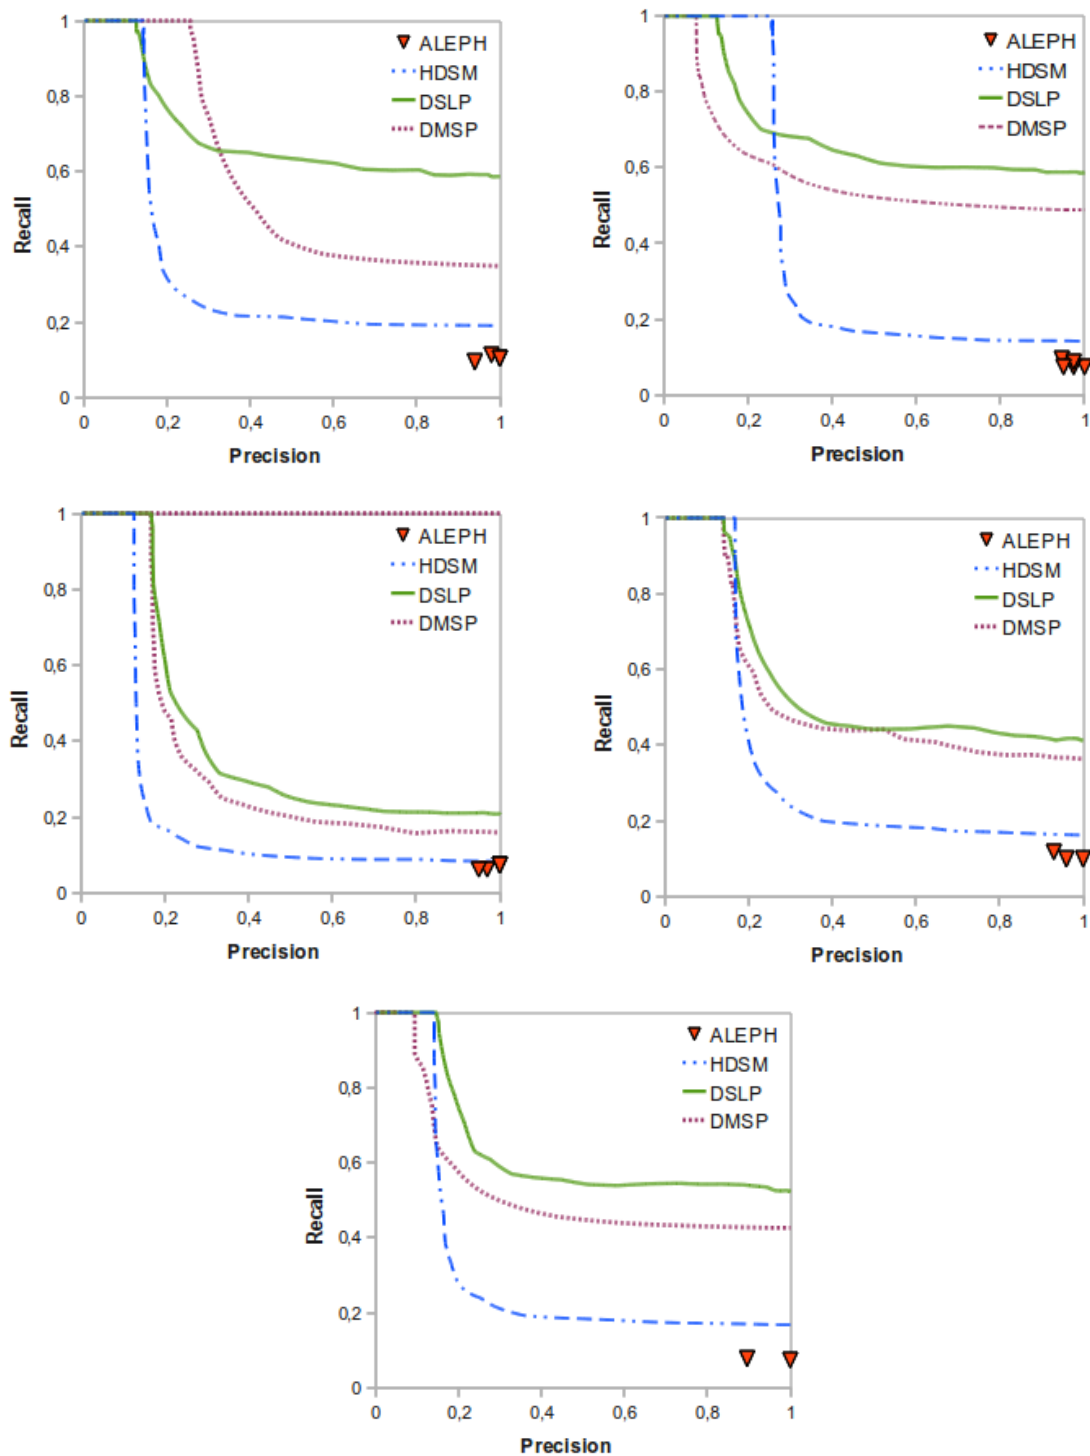 1
0,8
0,6
0,4
0,2
0
Recall
ALEPH
HDSM
DSLP
DMSP
0 0,2 0,4 0,6 0,8 1
Precision
1
0,8
0,6
0,4
0,2
0
Recall
ALEPH
HDSM
DSLP
DMSP
0 0,2 0,4 0,6 0,8 1
Precision
1
0,8
0,6
0,4
0,2
0
Recall
ALEPH
HDSM
DSLP
DMSP
0 0,2 0,4 0,6 0,8 1
Precision
1
0,8
0,6
0,4
0,2
0
Recall
ALEPH
HDSM
DSLP
DMSP
0 0,2 0,4 0,6 0,8 1
Precision
1
0,8
0,6
0,4
0,2
0
Recall
ALEPH
HDSM
DSLP
DMSP
0 0,2 0,4 0,6 0,8 1
Precision